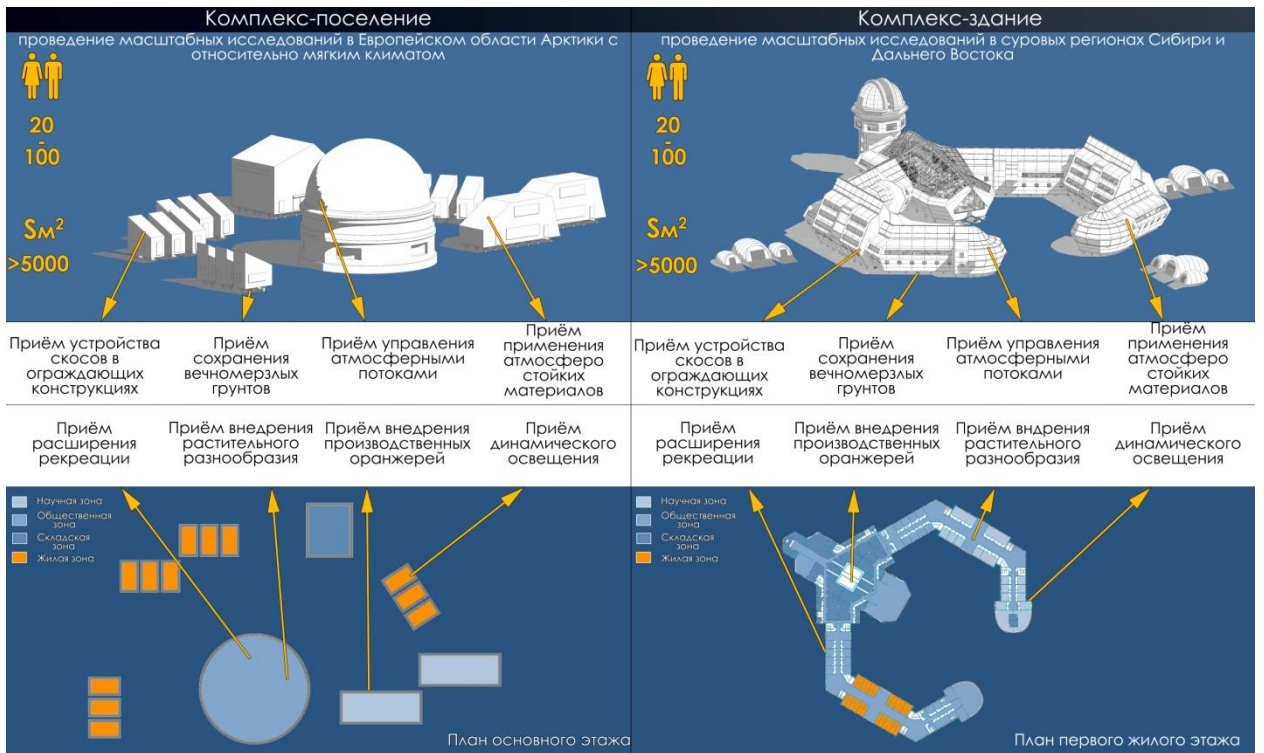 Комплекс-поселение
проведение масштабных исследований в Европейском области Арктики с
относительно мягким климатом
20
-
100
Sм²
>5000
Приём устройства
скосов в
ограждающих
конструкциях
Приём
сохранения
вечномерзлых
грунтов
Приём управления
атмосферными
потоками
Приём
применения
атмосферо
стойких
материалов
Приём
расширения
рекреации
Приём внедрения
растительного
разнообразия
Приём внедрения
производственных
оранжерей
Приём
динамического
освещения
Научная зона
Общественная
зона
Складская
зона
Жилая зона
План основного этажа
Комплекс-здание
проведение масштабных исследований в суровых регионах Сибири и
Дальнего Востока
20
-
100
Sм²
>5000
Приём устройства
скосов в
ограждающих
конструкциях
Приём
сохранения
вечномерзлых
грунтов
Приём управления
атмосферными
потоками
Приём
применения
атмосферо
стойких
материалов
Приём
расширения
рекреации
Приём внедрения
производственных
оранжерей
Приём вндрения
растительного
разнообразия
Приём
динамического
освещения
Научная зона
Общественная
зона
Складская
зона
Жилая зона
План первого жилого этажа